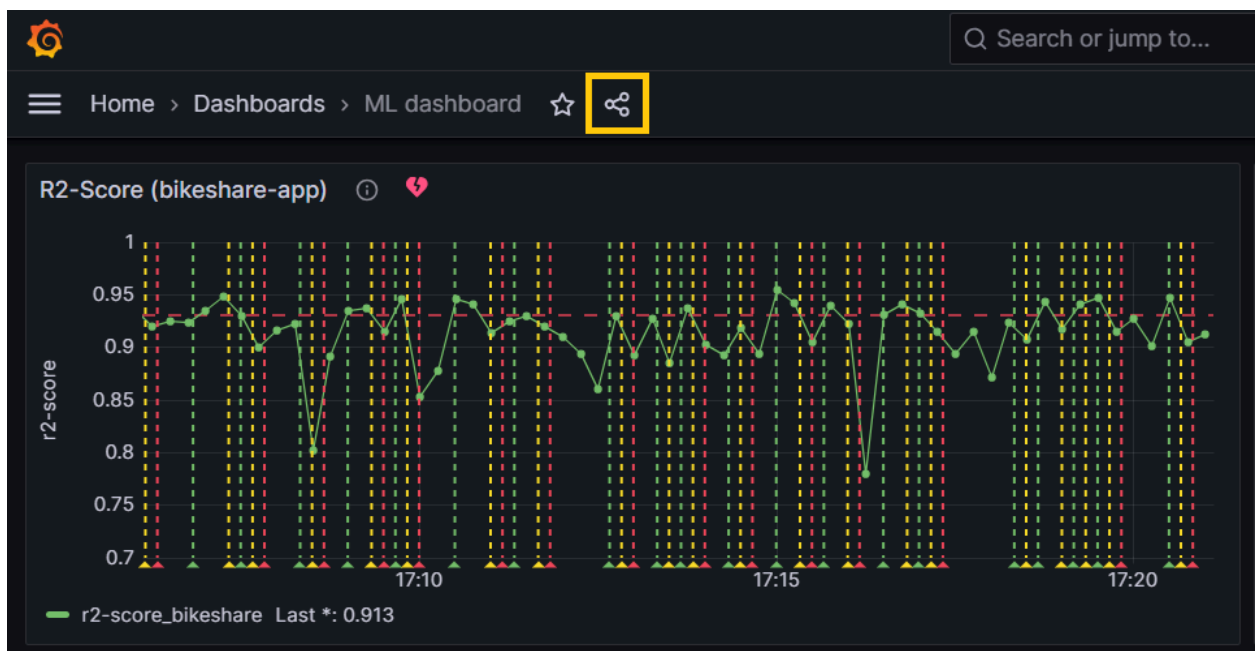 Search or jump to...
Home › Dashboards › ML dashboard
R2-Score (bikeshare-app)
r2-score
1
0.95
0.9
0.85
0.8
0.75
0.7
17:10 17:15 17:20
r2-score_bikeshare Last *: 0.913